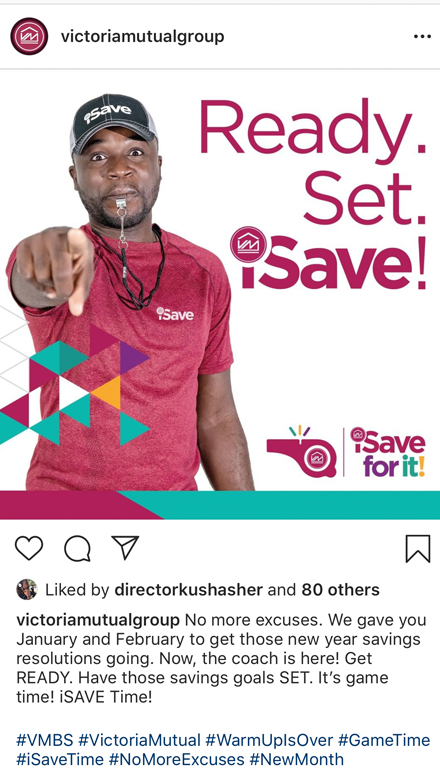 victoriamutualgroup
iSave
Ready.
Set.
iSave!
iSave
iSave
for it!
Liked by directorkushasher and 80 others
victoriamutualgroup No more excuses. We gave you
January and February to get those new year savings
resolutions going. Now, the coach is here! Get
READY. Have those savings goals SET. It’s game
time! iSAVE Time!
#VMBS #VictoriaMutual #WarmUpIsOver #GameTime
#iSaveTime #NoMoreExcuses #NewMonth